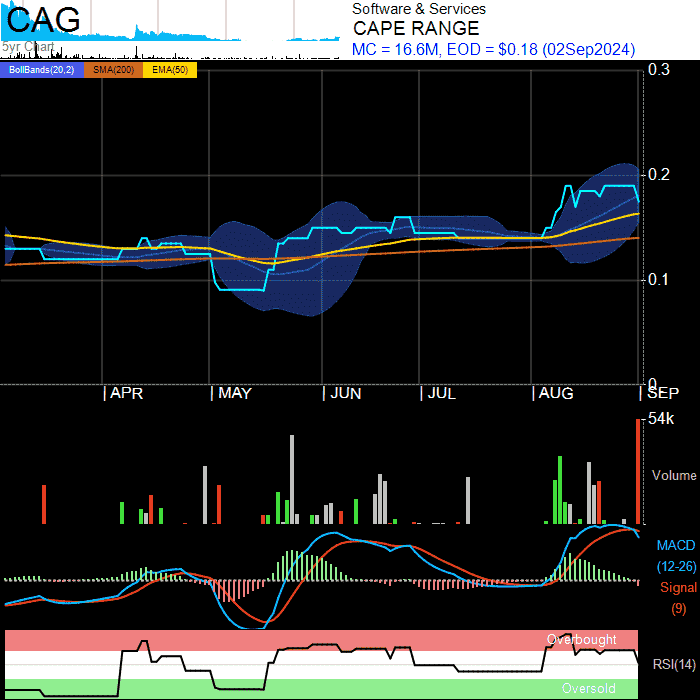 CAG
5yr Chart
Software & Services
CAPE RANGE
MC = 16.6M, EOD = $0.18 (02Sep2024)
BollBands(20,2) SMA(200) EMA(50)
0.3
0.2
0.1
0
| APR | MAY | JUN | JUL | AUG | SEP
54k
Volume
MACD
(12-26)
Signal
(9)
Overbought
RSI(14)
Oversold